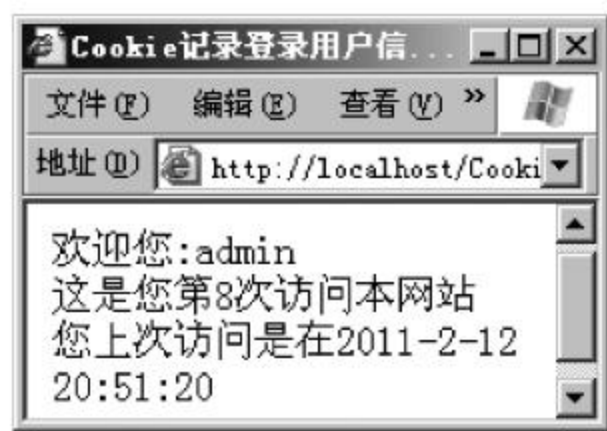 Cookie记录登录用户信...
文件(F) 编辑(E) 查看(V) »
地址(D) http://localhost/Cooki
欢迎您:admin
这是您第8次访问本网站
您上次访问是在2011-2-12
20:51:20